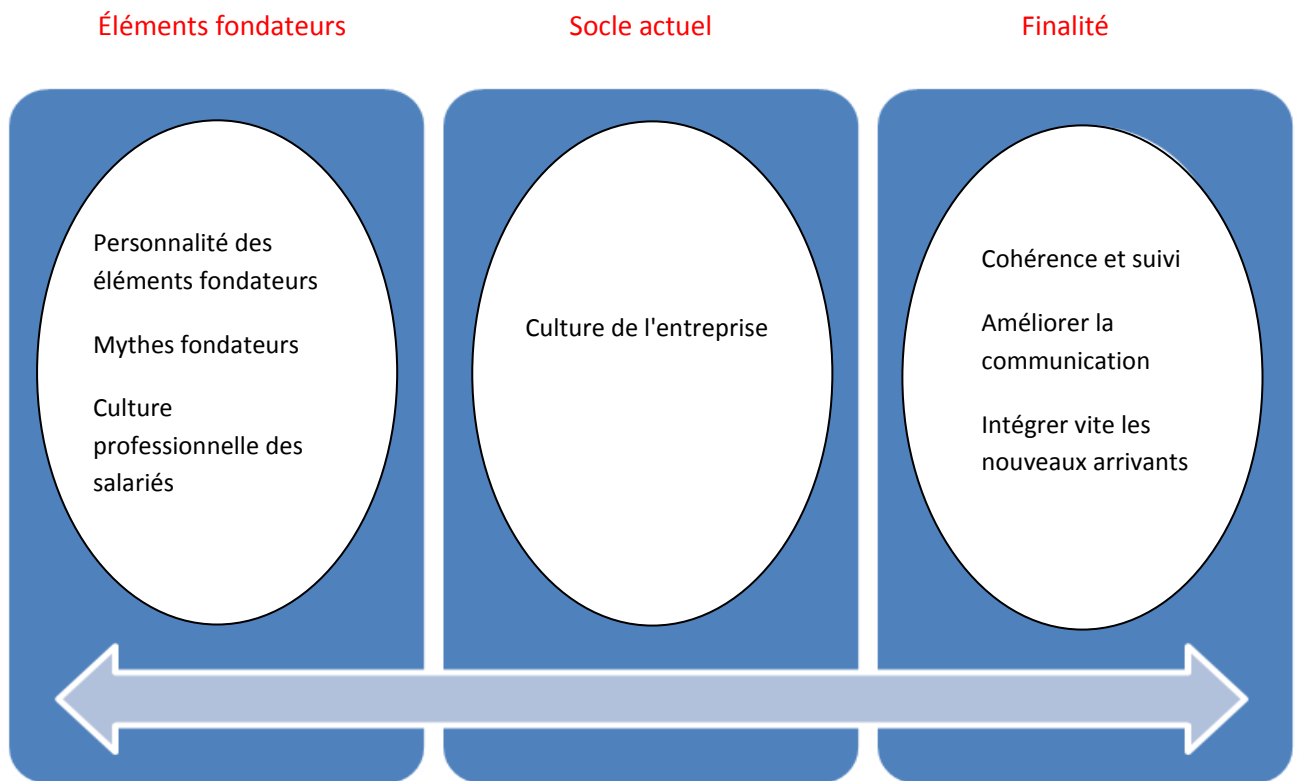 Éléments fondateurs
Socle actuel
Finalité
Personnalité des
éléments fondateurs
Mythes fondateurs
Culture
professionnelle des
salariés
Culture de l'entreprise
Cohérence et suivi
Améliorer la
communication
Intégrer vite les
nouveaux arrivants